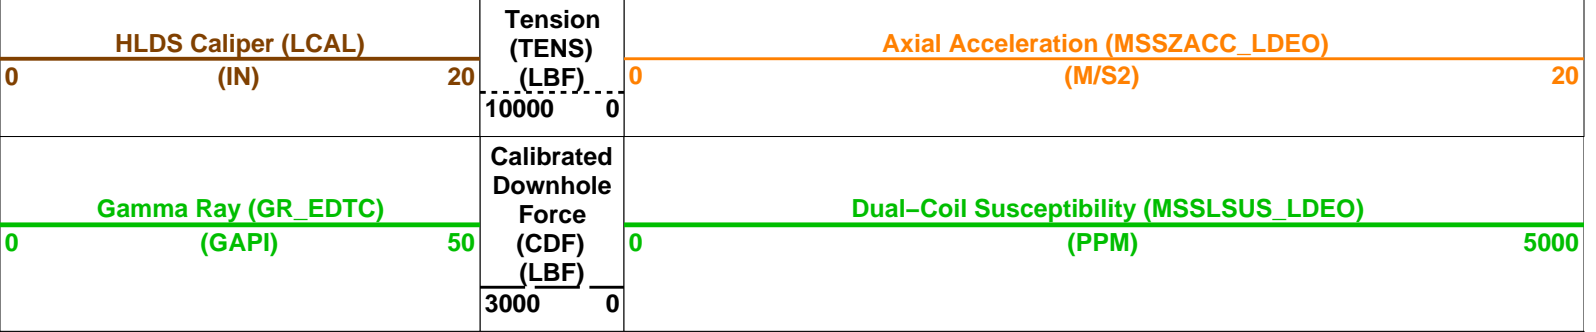 HLDS Caliper (LCAL)
0 (IN) 20
Tension
(TENS)
(LBF)
10000 0
Axial Acceleration (MSSZACC_LDEO)
0 (M/S2) 20
Gamma Ray (GR_EDTC)
0 (GAPI) 50
Calibrated
Downhole
Force
(CDF)
(LBF)
3000 0
Dual−Coil Susceptibility (MSSLSUS_LDEO)
0 (PPM) 5000